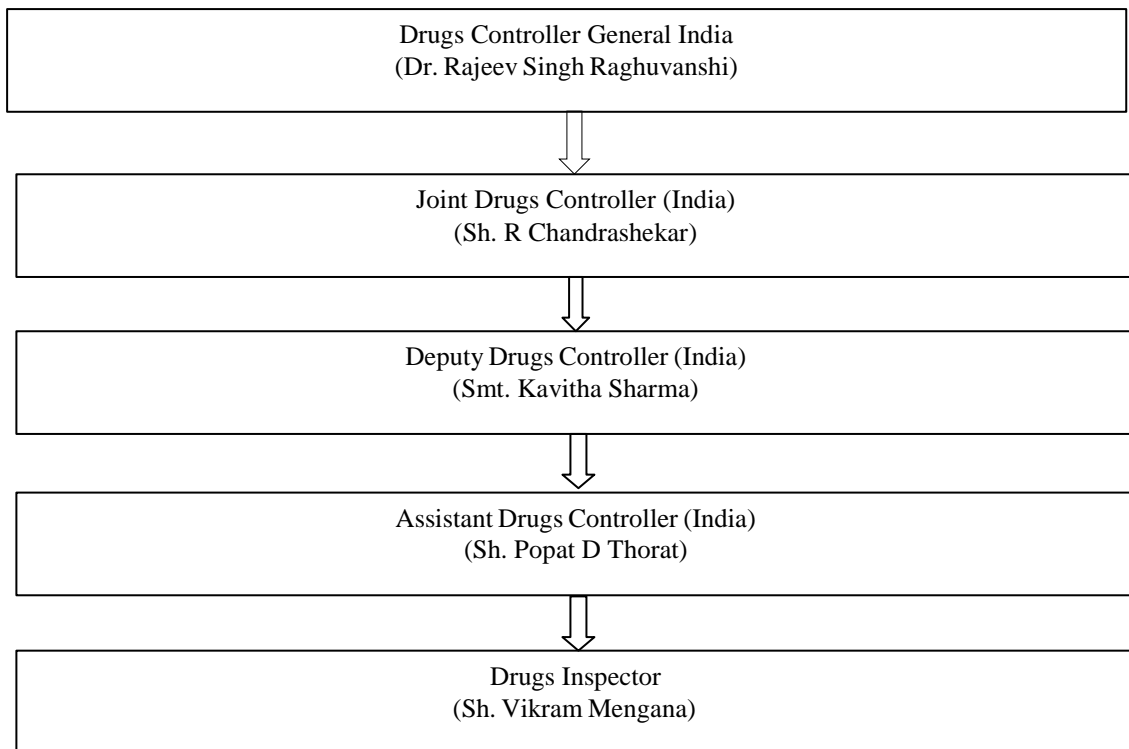 Drugs Controller General India
(Dr. Rajeev Singh Raghuvanshi)
Joint Drugs Controller (India)
(Sh. R Chandrashekar)
Deputy Drugs Controller (India)
(Smt. Kavitha Sharma)
Assistant Drugs Controller (India)
(Sh. Popat D Thorat)
Drugs Inspector
(Sh. Vikram Mengana)